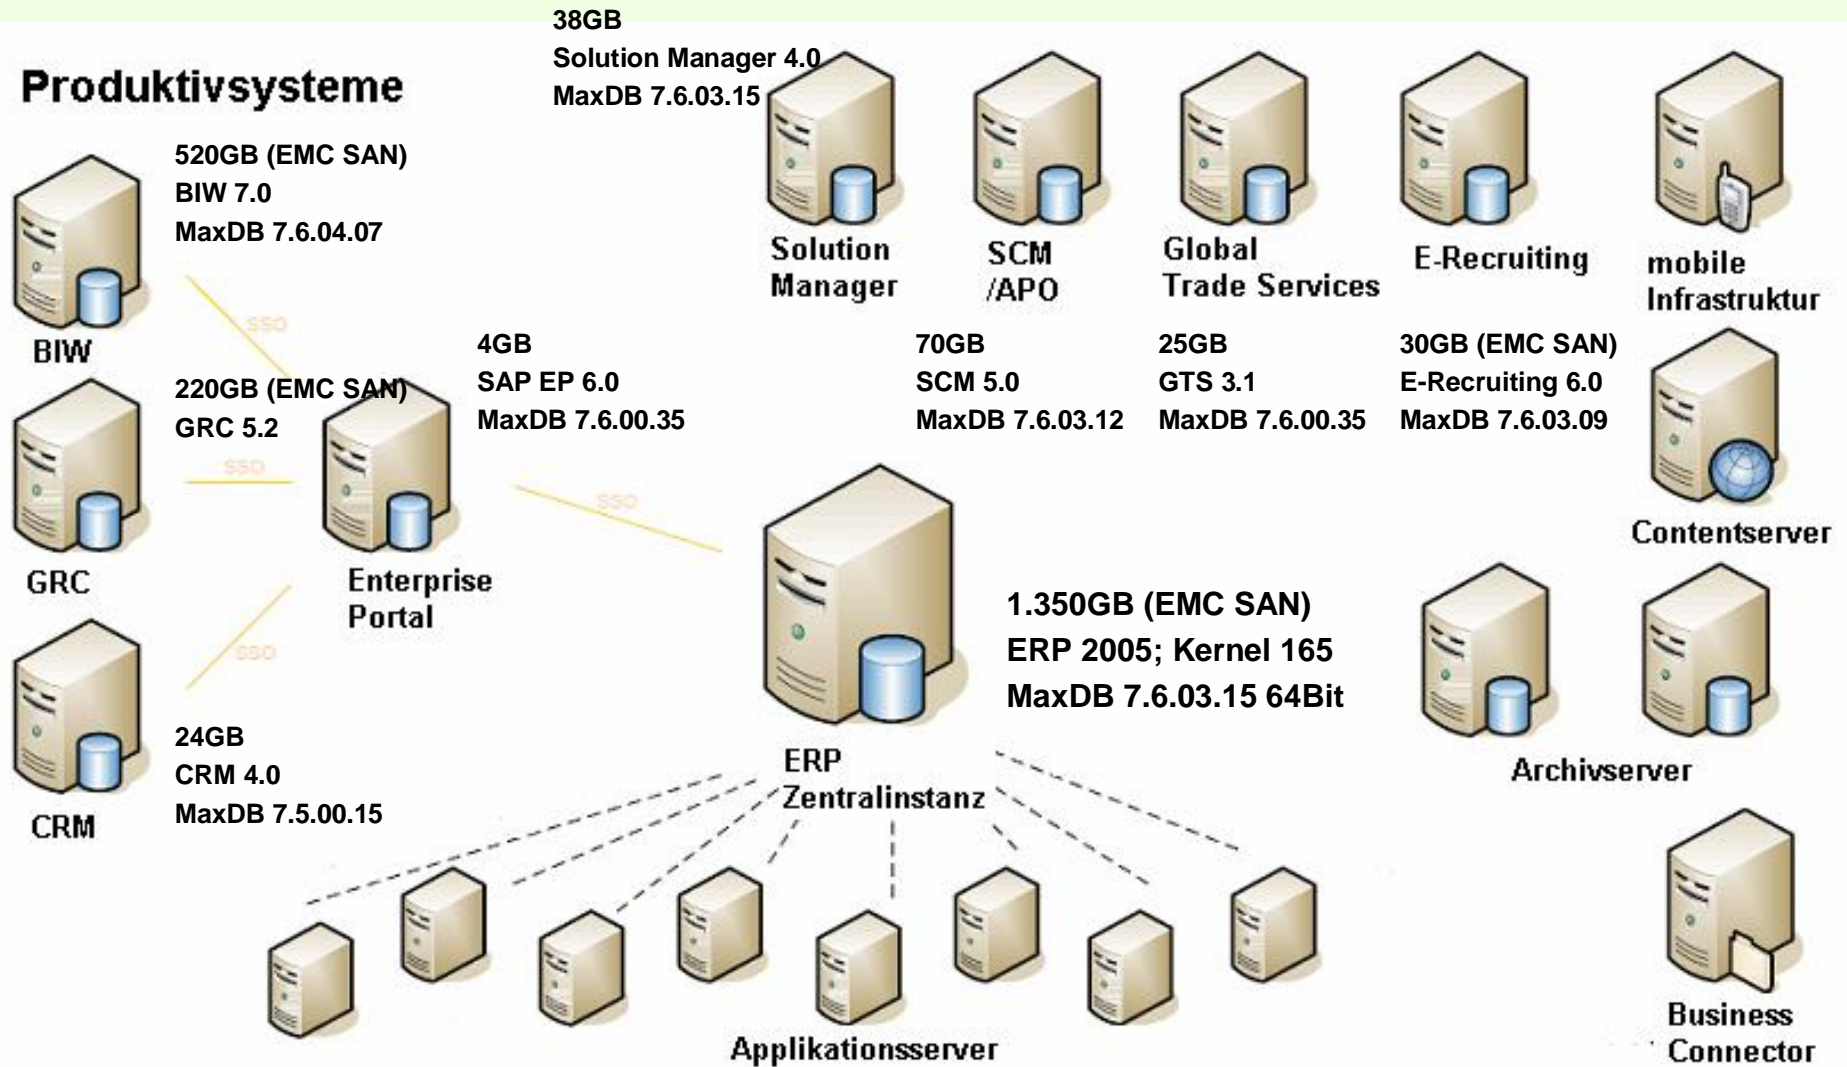 38GB
Solution Manager 4.0
MaxDB 7.6.03.15
Produktivsysteme
520GB (EMC SAN)
BIW 7.0
MaxDB 7.6.04.07
BIW
SSO
Solution
Manager
SCM
/APO
Global
Trade Services
E-Recruiting
mobile
Infrastruktur
220GB (EMC SAN)
GRC 5.2
GRC
SSO
4GB
SAP EP 6.0
MaxDB 7.6.00.35
Enterprise
Portal
SSO
70GB
SCM 5.0
MaxDB 7.6.03.12
25GB
GTS 3.1
MaxDB 7.6.00.35
30GB (EMC SAN)
E-Recruiting 6.0
MaxDB 7.6.03.09
Contentserver
SSO
24GB
CRM 4.0
MaxDB 7.5.00.15
CRM
1.350GB (EMC SAN)
ERP 2005; Kernel 165
MaxDB 7.6.03.15 64Bit
ERP
Zentralinstanz
Archivserver
Applikationsserver
Business
Connector